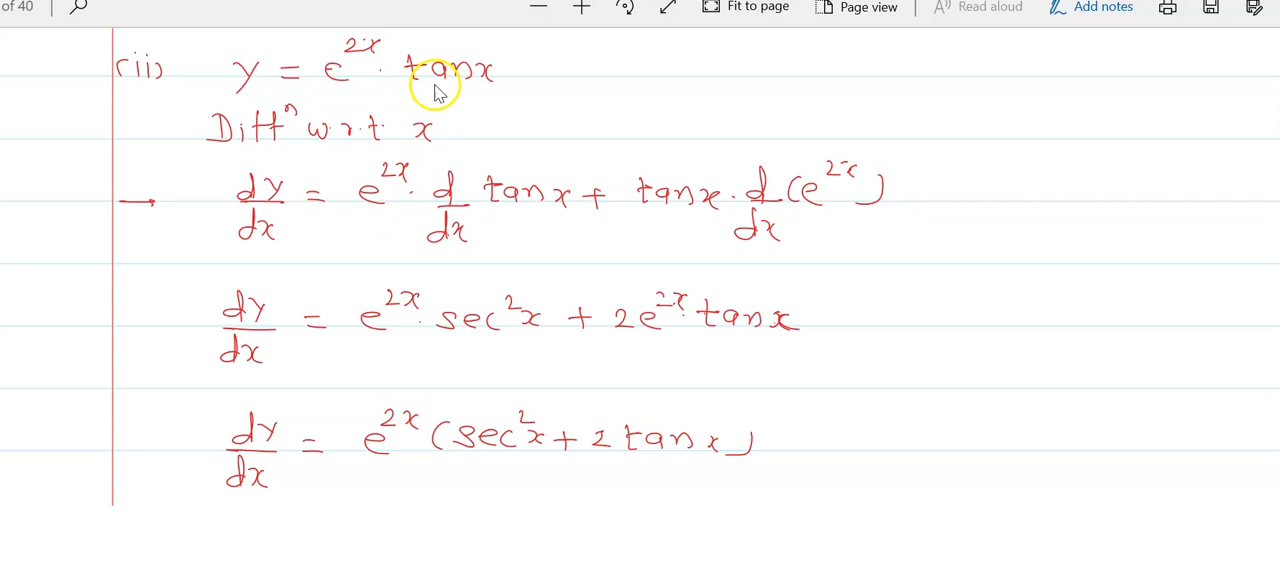 of 40 Fit to page Page view Read aloud Add notes
(ii) y = e^{2x} · tanx
Diffⁿ w.r.t. x
→ dy/dx = e^{2x} · d/dx tanx + tanx · d/dx (e^{2x})
dy/dx = e^{2x} · sec²x + 2e^{2x} · tanx
dy/dx = e^{2x} (sec²x + 2 tanx)